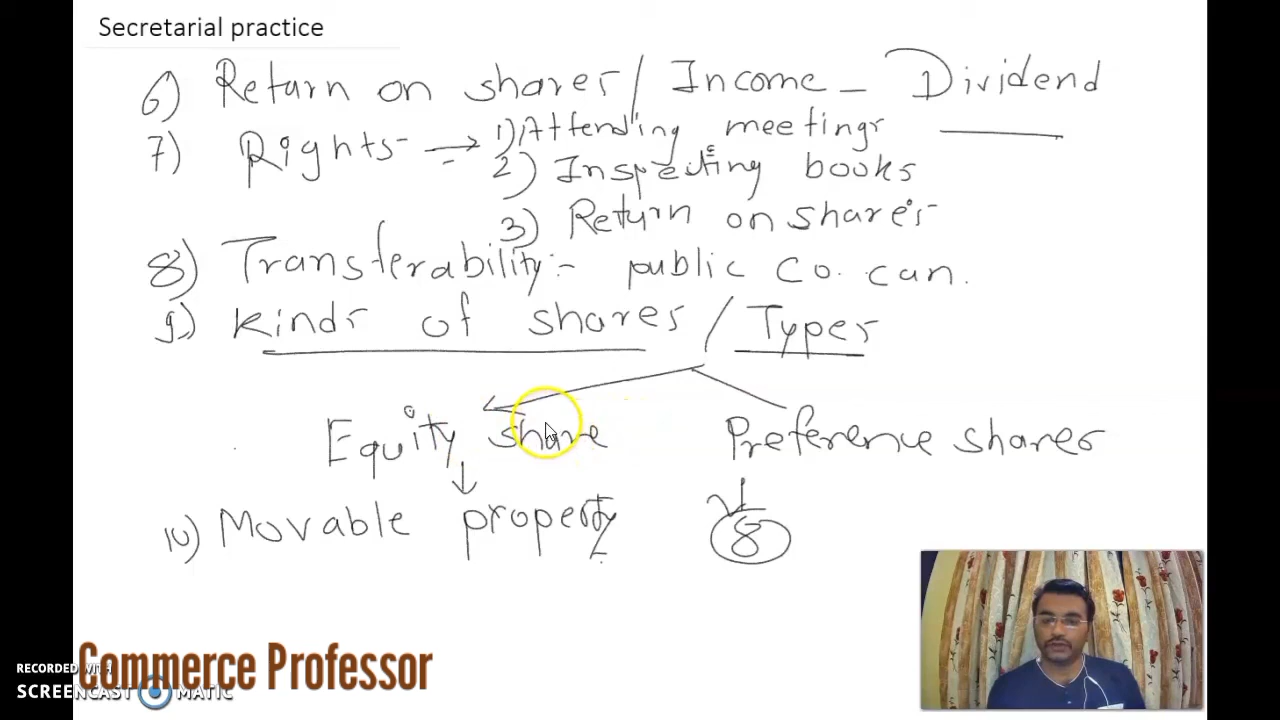 Secretarial practice
6) Return on shares / Income - Dividend
7) Rights - → 1) Attending meetings
2) Inspecting books
3) Return on shares
8) Transferability :- public Co. can.
9) Kinds of shares / Types
Equity share Preference shares
10) Movable property 8
RECORDED WITH
SCREENCAST MATIC
Commerce Professor